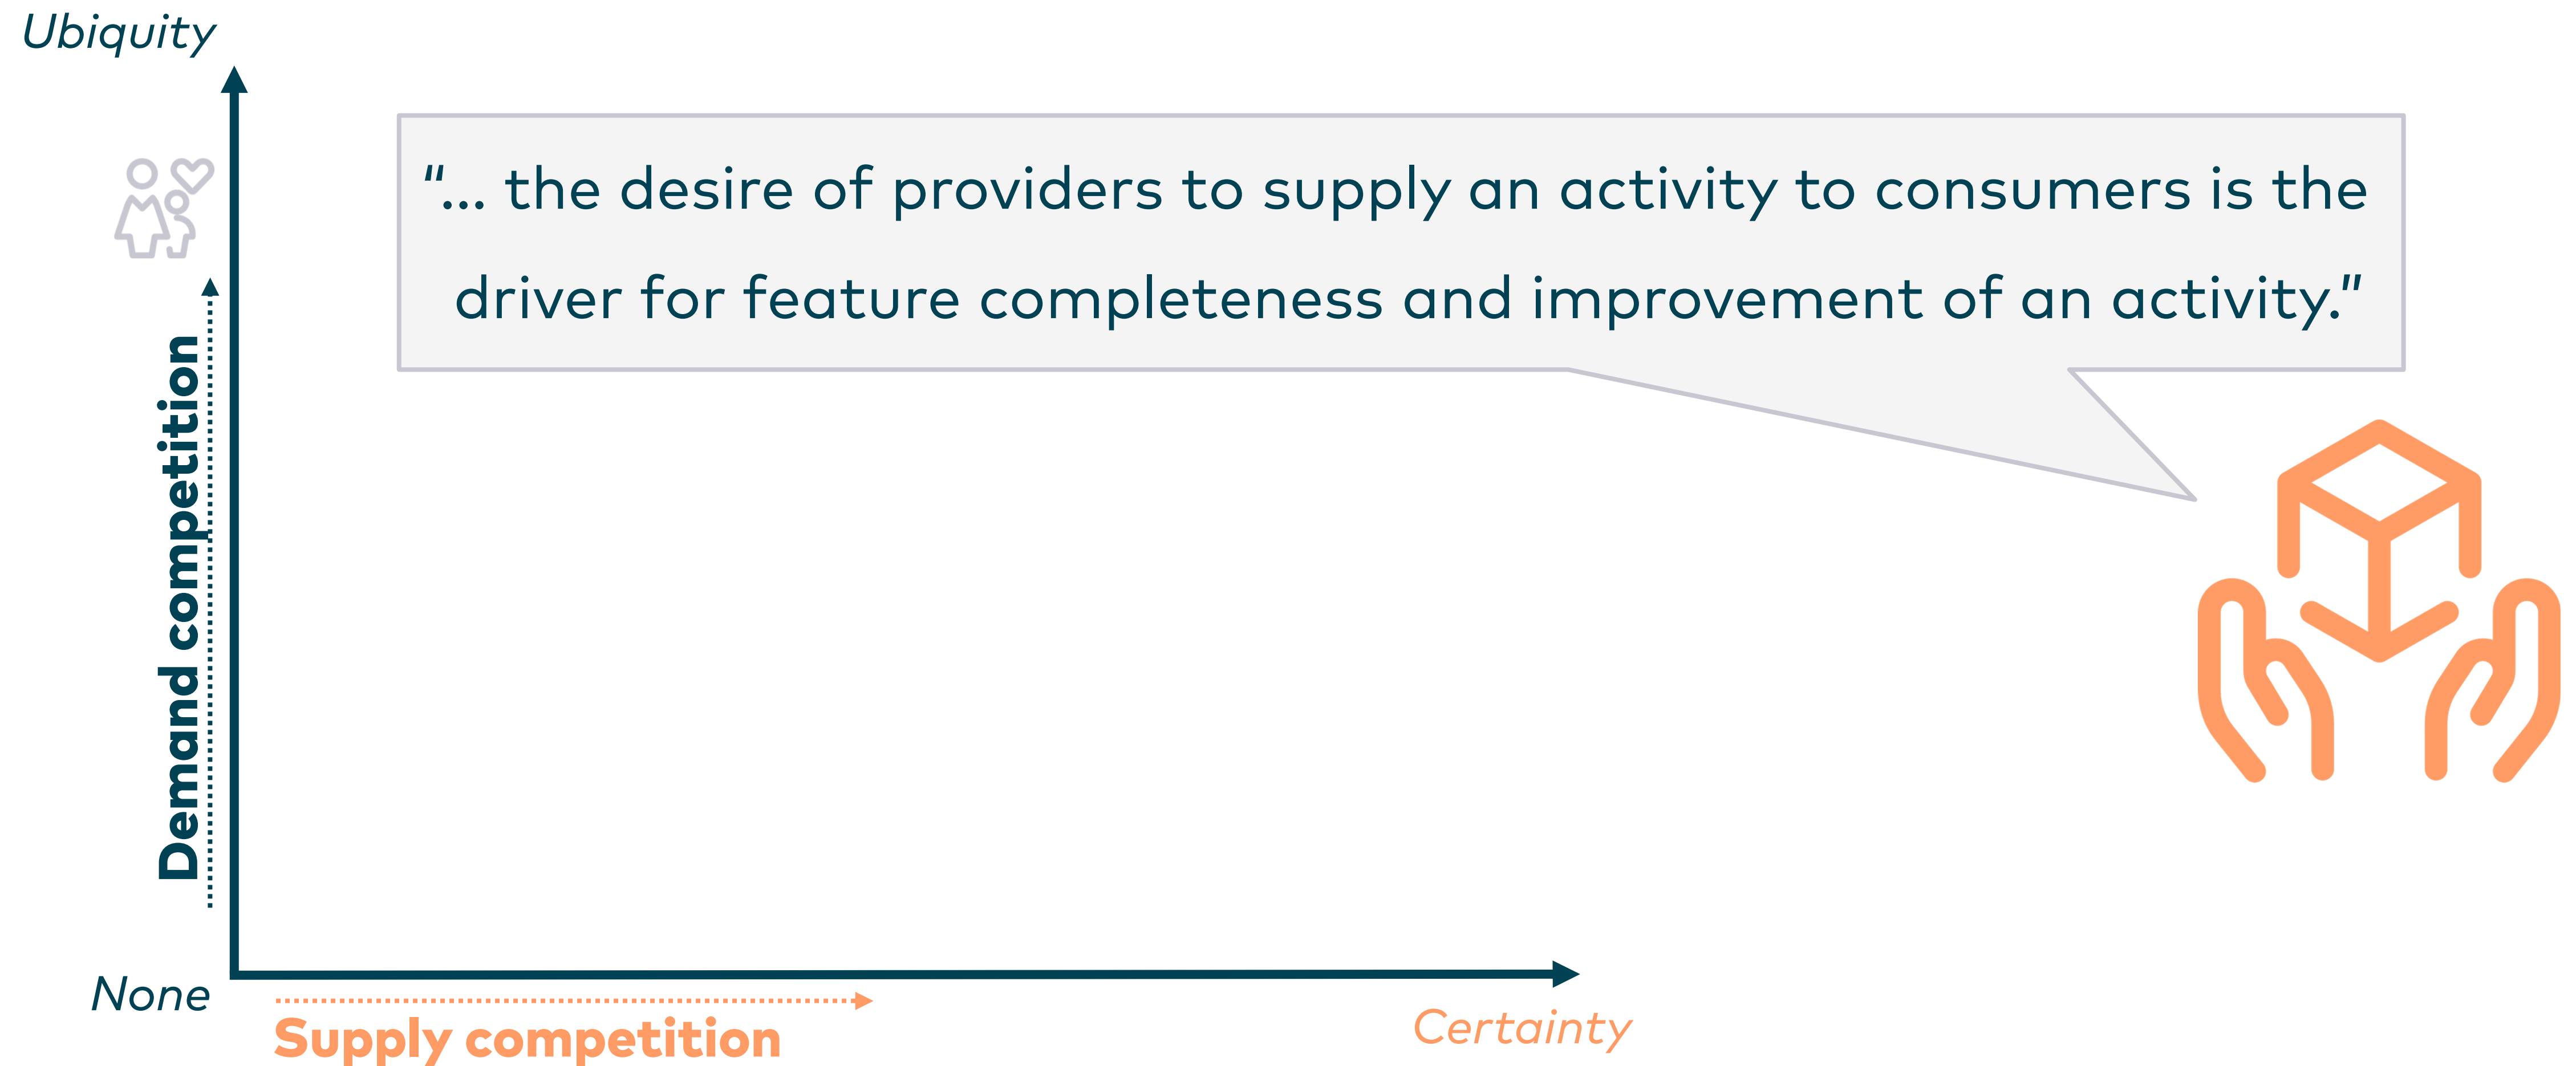 Ubiquity
“... the desire of providers to supply an activity to consumers is the
driver for feature completeness and improvement of an activity.”
Demand competition
None
Supply competition
Certainty